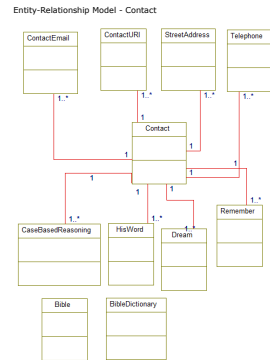 Entity-Relationship Model - Contact
ContactEmail
ContactURI
StreetAddress
Telephone
1..*
1..*
1..*
1..*
1
Contact
1
1
1
1
1
1
1
1
1..*
1..*
1..*
1..*
CaseBasedReasoning
HisWord
Dream
Remember
Bible
BibleDictionary